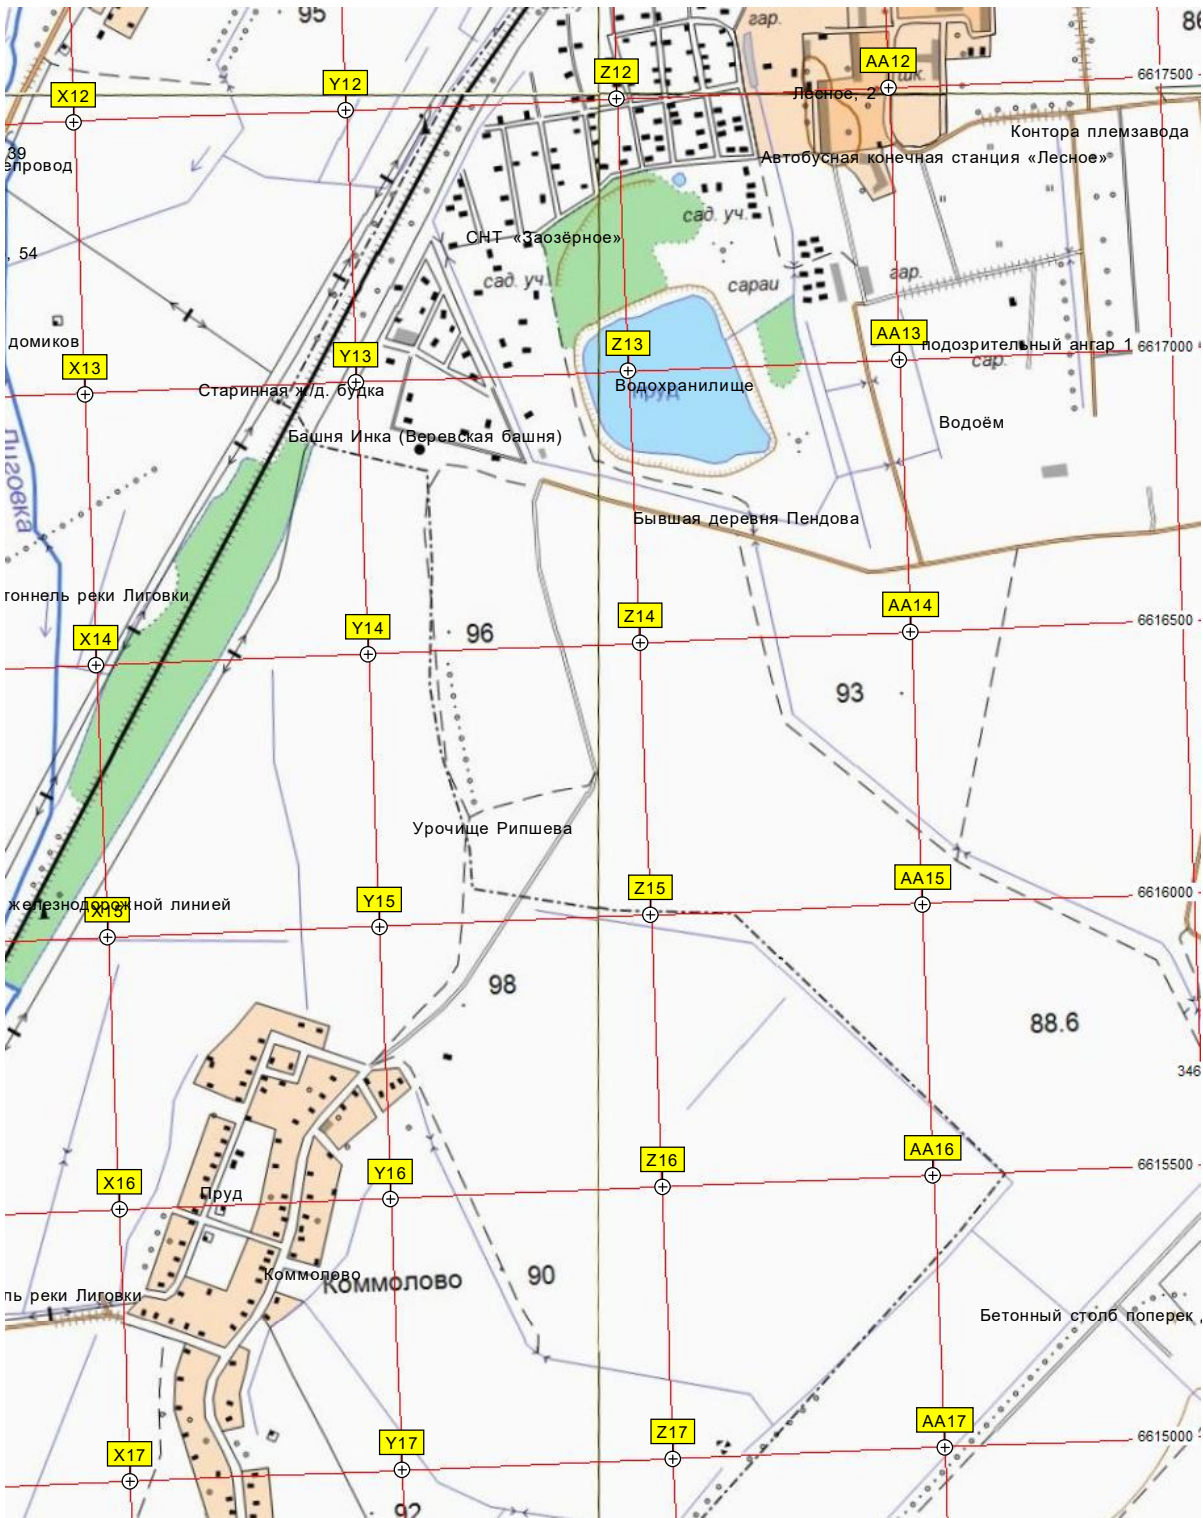 95
гар.
86
Z12
AA12
6617500
шк.
X12
Y12
Лесное, 2
Контора племзавода
39
епровод
Автобусная конечная станция «Лесное»
сад. уч.
СНТ «Заозёрное»
, 54
сад. уч.
сараи
гар.
домиков
Z13
AA13
подозрительный ангар 1
6617000
X13
Y13
сар.
Старинная ж/д. будка
Водохранилище
пруд
Водоём
Башня Инка (Веревская башня)
Лиговка
Бывшая деревня Пендова
тоннель реки Лиговки
Z14
AA14
6616500
X14
Y14
96
93
Урочище Рипшева
Z15
AA15
6616000
железнодорожной линией
X15
Y15
98
88.6
346
Z16
AA16
6615500
X16
Y16
Пруд
Коммолово
Коммолово
90
ль реки Лиговки
Бетонный столб поперек
AA17
6615000
X17
Y17
Z17
92